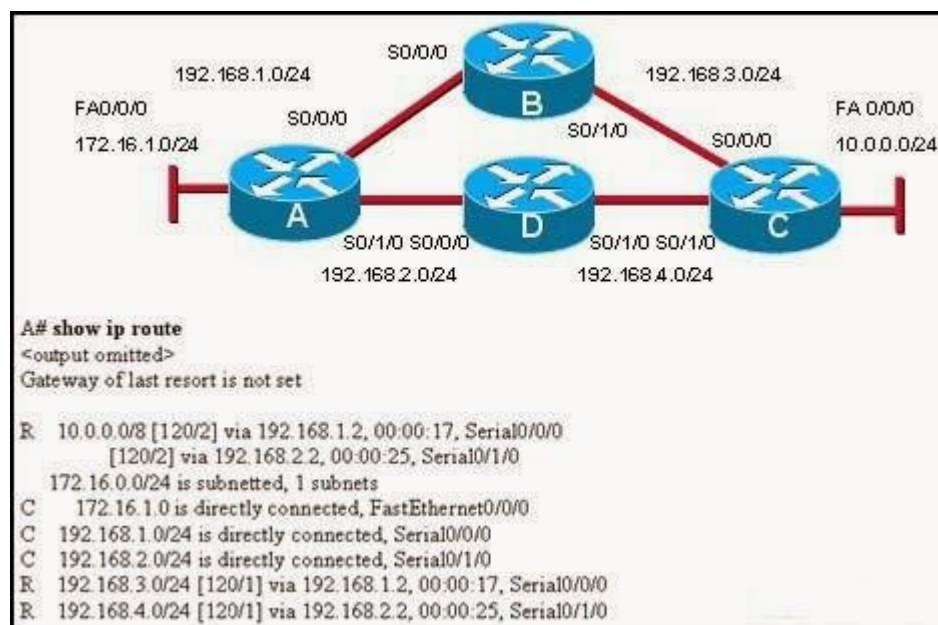 S0/0/0
192.168.1.0/24
192.168.3.0/24
B
FA0/0/0
172.16.1.0/24
S0/0/0
S0/1/0
S0/0/0
FA 0/0/0
10.0.0.0/24
A
D
C
S0/1/0 S0/0/0
192.168.2.0/24
S0/1/0 S0/1/0
192.168.4.0/24
A# show ip route
<output omitted>
Gateway of last resort is not set
R 10.0.0.0/8 [120/2] via 192.168.1.2, 00:00:17, Serial0/0/0
[120/2] via 192.168.2.2, 00:00:25, Serial0/1/0
172.16.0.0/24 is subnetted, 1 subnets
C 172.16.1.0 is directly connected, FastEthernet0/0/0
C 192.168.1.0/24 is directly connected, Serial0/0/0
C 192.168.2.0/24 is directly connected, Serial0/1/0
R 192.168.3.0/24 [120/1] via 192.168.1.2, 00:00:17, Serial0/0/0
R 192.168.4.0/24 [120/1] via 192.168.2.2, 00:00:25, Serial0/1/0